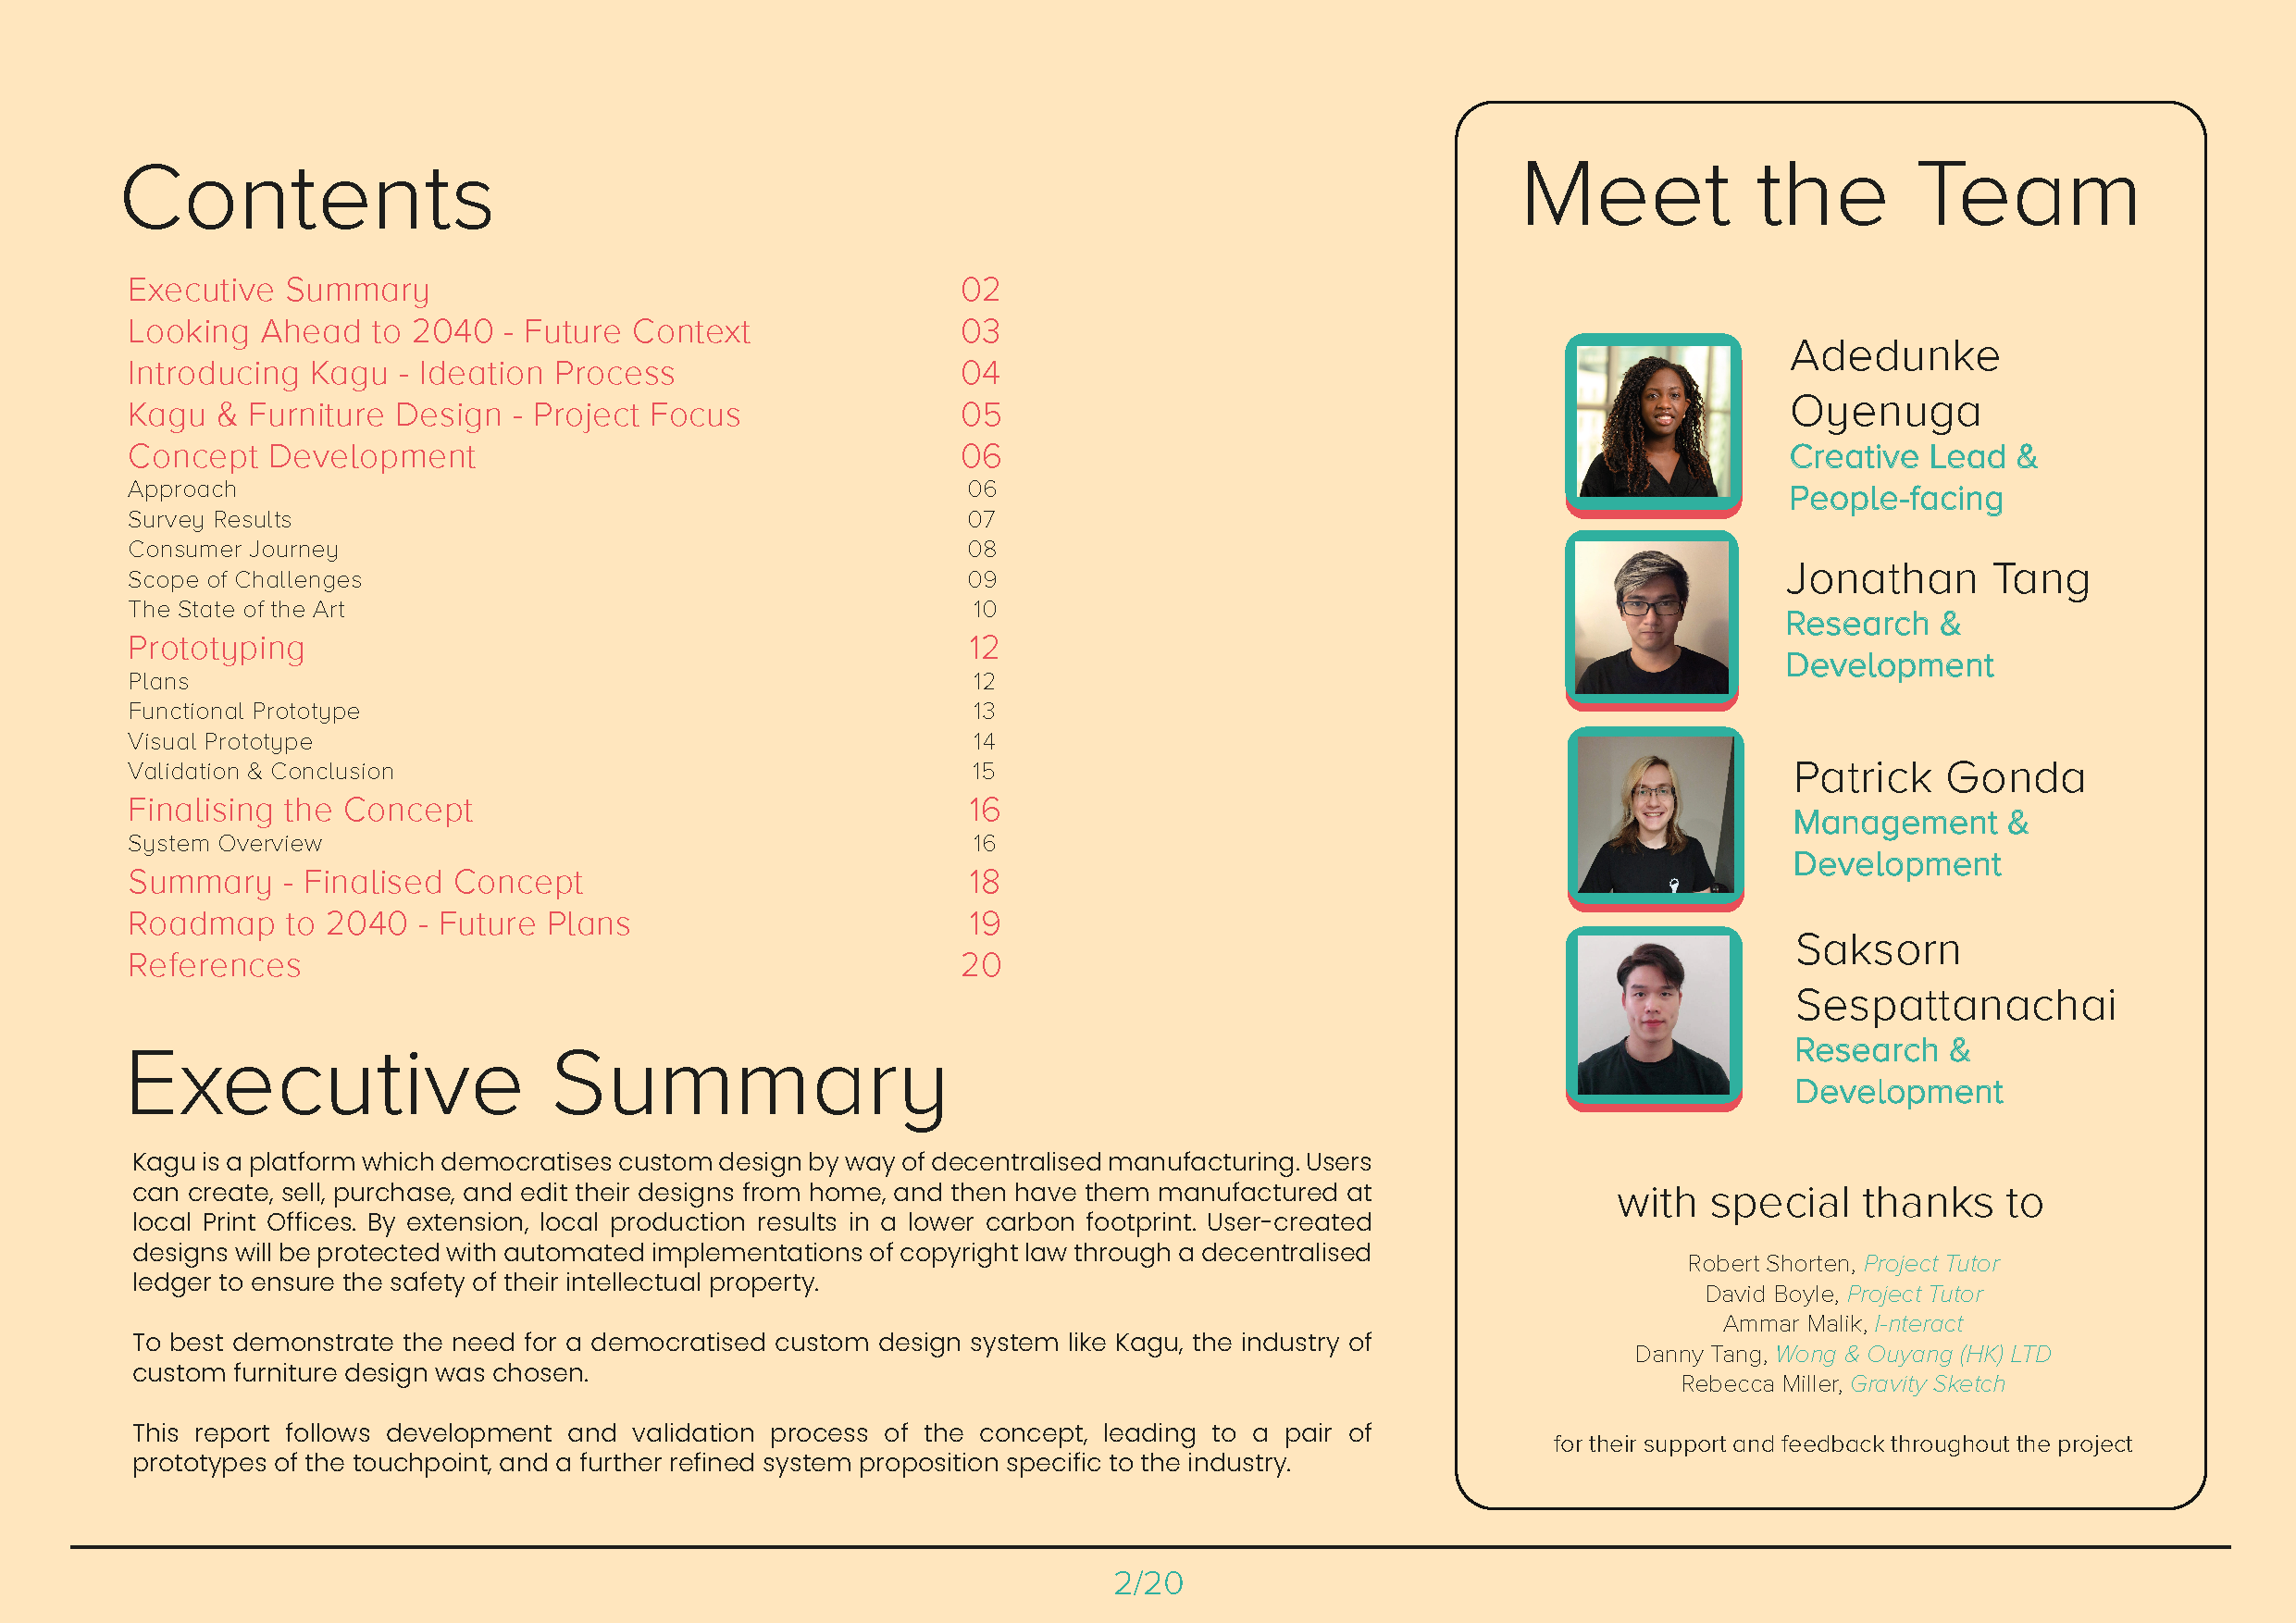 Contents
Executive Summary 02
Looking Ahead to 2040 - Future Context 03
Introducing Kagu - Ideation Process 04
Kagu & Furniture Design - Project Focus 05
Concept Development 06
Approach 06
Survey Results 07
Consumer Journey 08
Scope of Challenges 09
The State of the Art 10
Prototyping 12
Plans 12
Functional Prototype 13
Visual Prototype 14
Validation & Conclusion 15
Finalising the Concept 16
System Overview 16
Summary - Finalised Concept 18
Roadmap to 2040 - Future Plans 19
References 20
Executive Summary
Kagu is a platform which democratises custom design by way of decentralised manufacturing. Users
can create, sell, purchase, and edit their designs from home, and then have them manufactured at
local Print Offices. By extension, local production results in a lower carbon footprint. User-created
designs will be protected with automated implementations of copyright law through a decentralised
ledger to ensure the safety of their intellectual property.
To best demonstrate the need for a democratised custom design system like Kagu, the industry of
custom furniture design was chosen.
This report follows development and validation process of the concept, leading to a pair of
prototypes of the touchpoint, and a further refined system proposition specific to the industry.
Meet the Team
Adedunke
Oyenuga
Creative Lead &
People-facing
Jonathan Tang
Research &
Development
Patrick Gonda
Management &
Development
Saksorn
Sespattanachai
Research &
Development
with special thanks to
Robert Shorten, Project Tutor
David Boyle, Project Tutor
Ammar Malik, I-nteract
Danny Tang, Wong & Ouyang (HK) LTD
Rebecca Miller, Gravity Sketch
for their support and feedback throughout the project
2/20